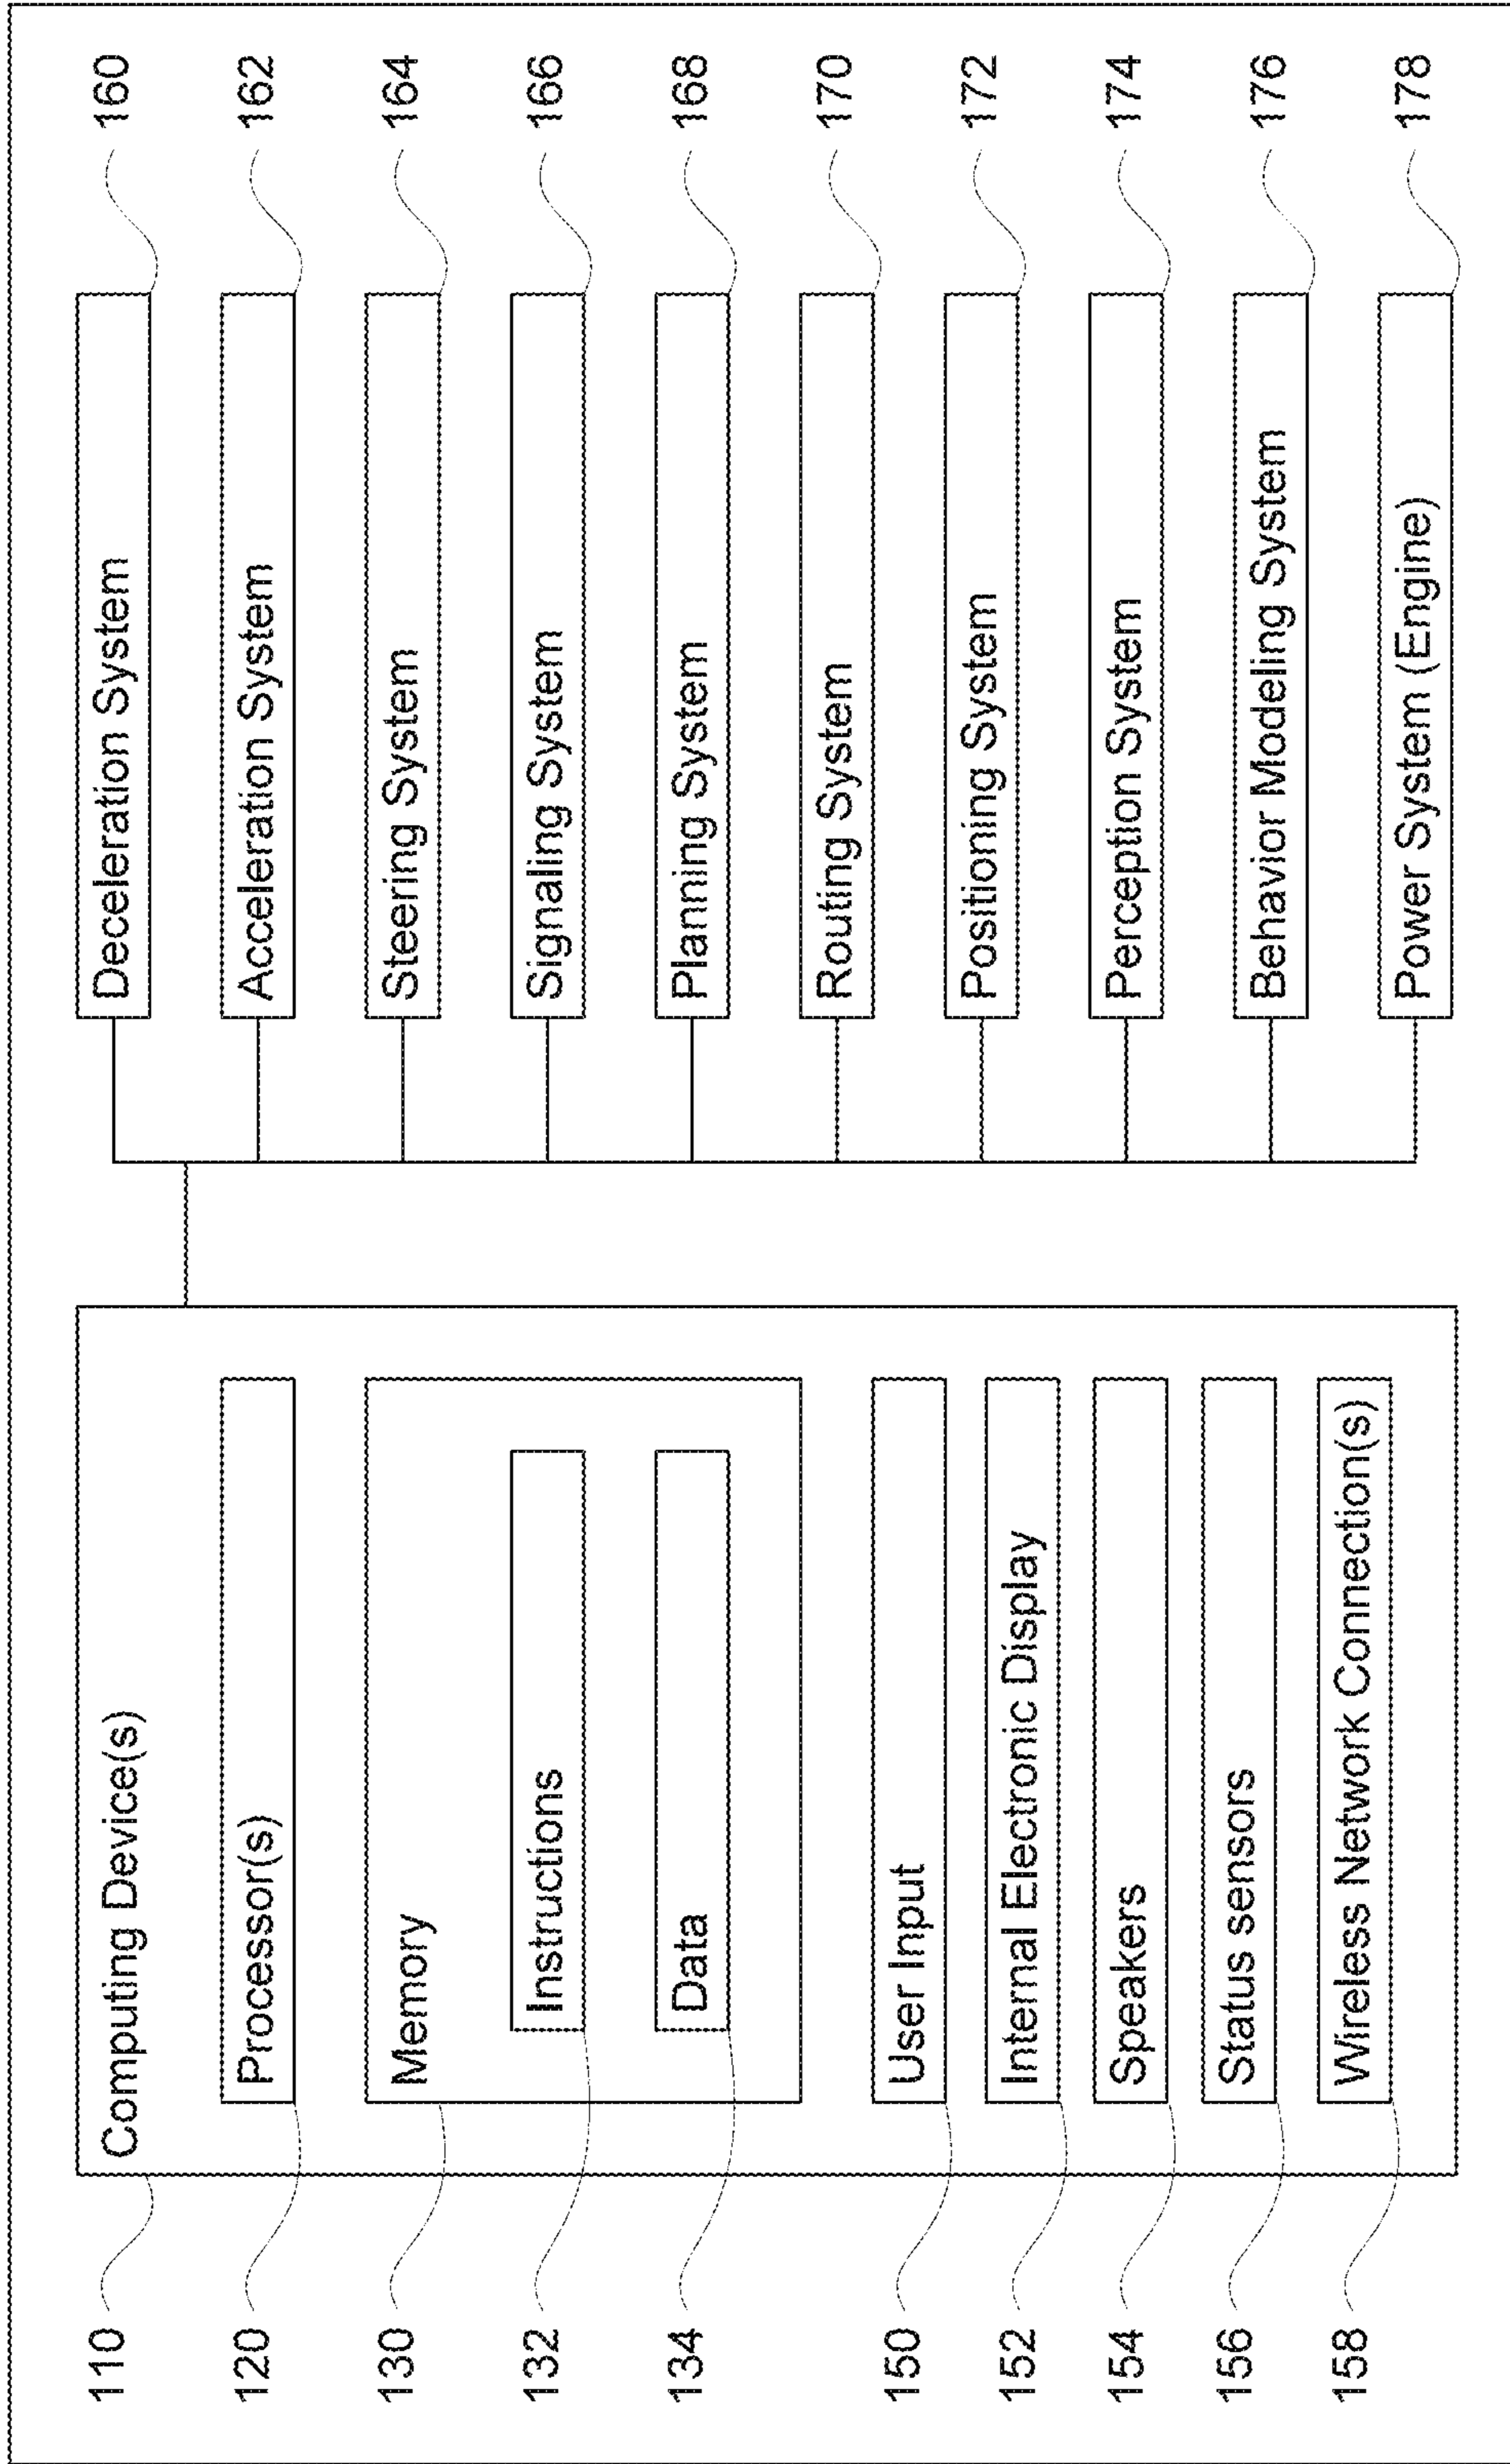 110
Computing Device(s)
120
Processor(s)
130
Memory
132
Instructions
134
Data
150
User Input
152
Internal Electronic Display
154
Speakers
156
Status sensors
158
Wireless Network Connection(s)
Deceleration System
160
Acceleration System
162
Steering System
164
Signaling System
166
Planning System
168
Routing System
170
Positioning System
172
Perception System
174
Behavior Modeling System
176
Power System (Engine)
178